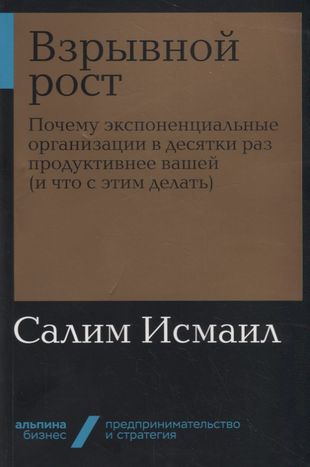 Взрывной
рост
Почему экспоненциальные
организации в десятки раз
продуктивнее вашей
(и что с этим делать)
Салим Исмаил
альпина
бизнес
предпринимательство
и стратегия